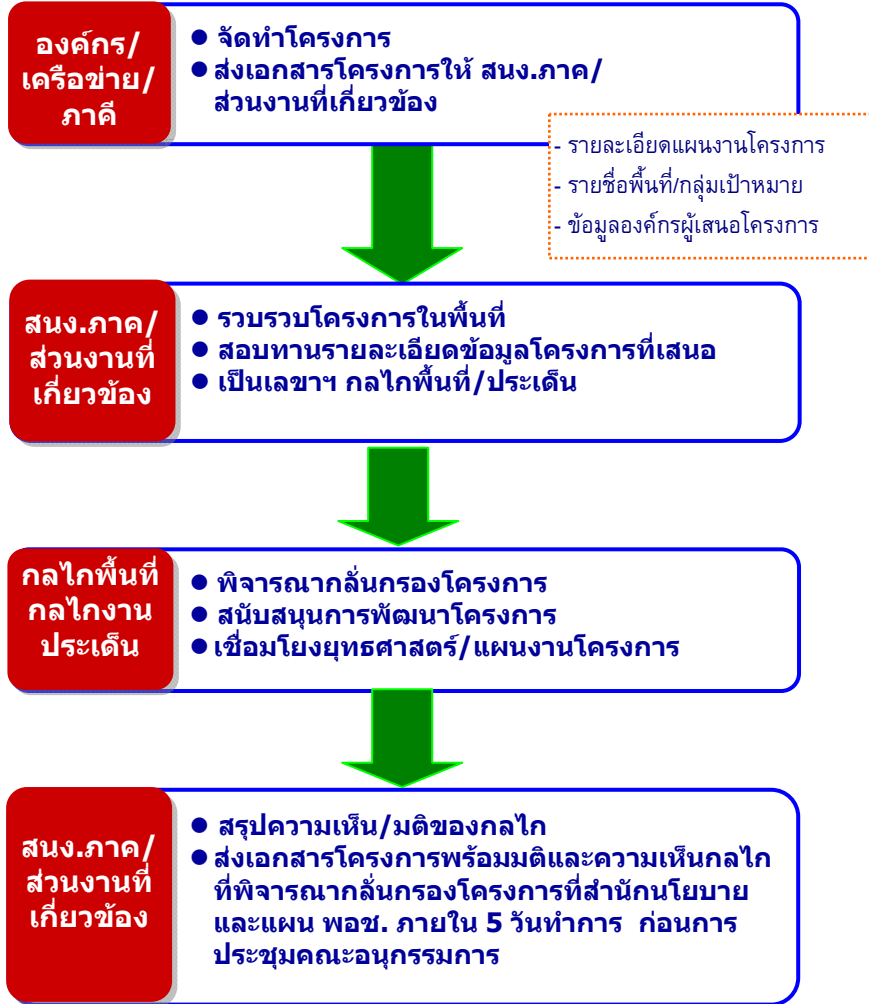 องค์กร/
เครือข่าย/
ภาคี
● จัดทำโครงการ
● ส่งเอกสารโครงการให้ สนง.ภาค/
ส่วนงานที่เกี่ยวข้อง
- รายละเอียดแผนงานโครงการ
- รายชื่อพื้นที่/กลุ่มเป้าหมาย
- ข้อมูลองค์กรผู้เสนอโครงการ
สนง.ภาค/
ส่วนงานที่
เกี่ยวข้อง
● รวบรวบโครงการในพื้นที่
● สอบทานรายละเอียดข้อมูลโครงการที่เสนอ
● เป็นเลขาฯ กลไกพื้นที่/ประเด็น
กลไกพื้นที่
กลไกงาน
ประเด็น
● พิจารณากลั่นกรองโครงการ
● สนับสนุนการพัฒนาโครงการ
● เชื่อมโยงยุทธศาสตร์/แผนงานโครงการ
สนง.ภาค/
ส่วนงานที่
เกี่ยวข้อง
● สรุปความเห็น/มติของกลไก
● ส่งเอกสารโครงการพร้อมมติและความเห็นกลไก
ที่พิจารณากลั่นกรองโครงการที่สำนักนโยบาย
และแผน พอช. ภายใน 5 วันทำการ ก่อนการ
ประชุมคณะอนุกรรมการ